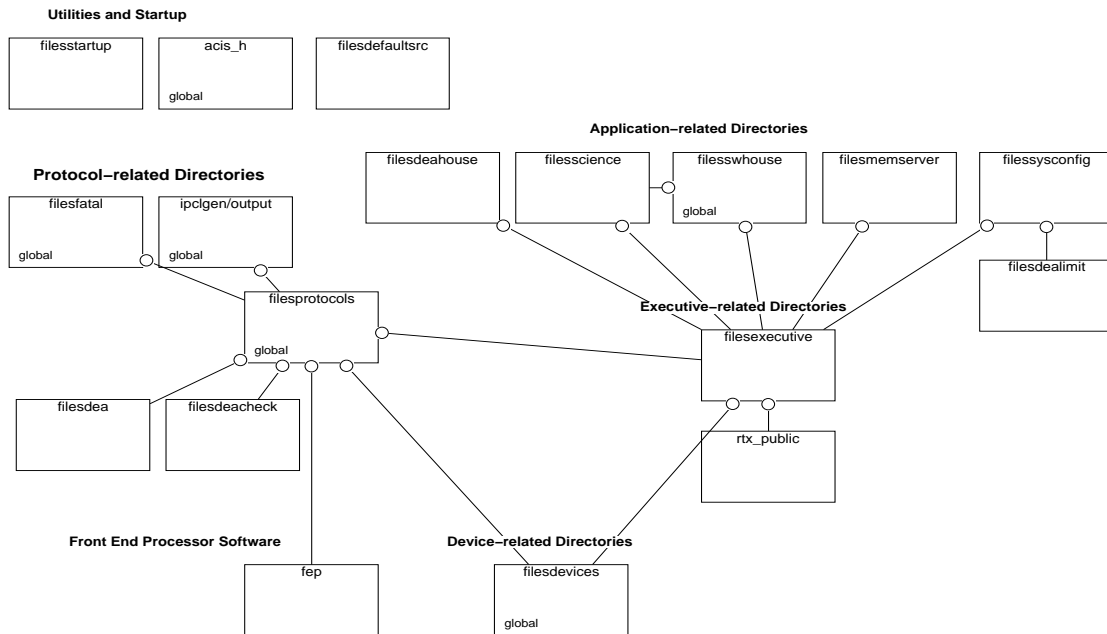 Utilities and Startup
filesstartup
acis_h
global
filesdefaultsrc
Application−related Directories
filesdeahouse
filesscience
filesswhouse
global
filesmemserver
filessysconfig
filesdealimit
Protocol−related Directories
filesfatal
global
ipclgen/output
global
filesprotocols
global
Executive−related Directories
filesexecutive
filesdea
filesdeacheck
rtx_public
Front End Processor Software
fep
Device−related Directories
filesdevices
global